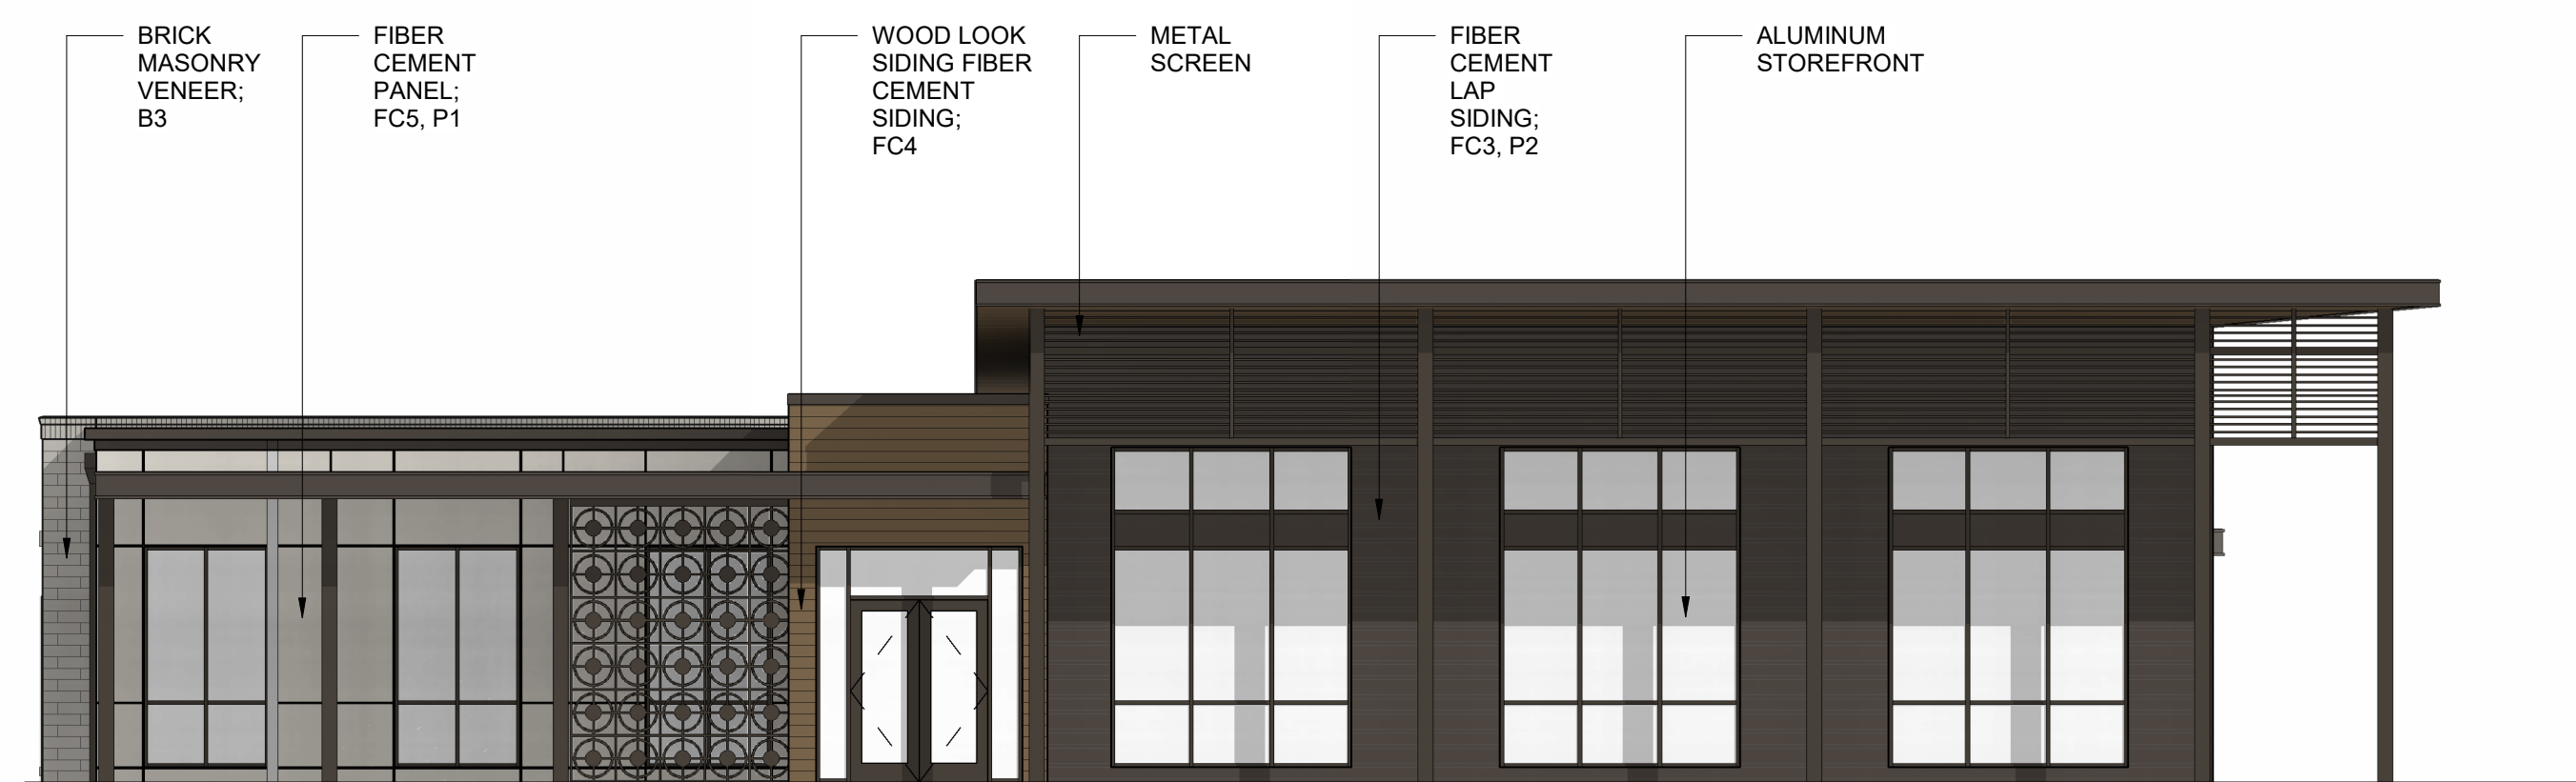 BRICK
MASONRY
VENEER;
B3
FIBER
CEMENT
PANEL;
FC5, P1
WOOD LOOK
SIDING FIBER
CEMENT
SIDING;
FC4
METAL
SCREEN
FIBER
CEMENT
LAP
SIDING;
FC3, P2
ALUMINUM
STOREFRONT